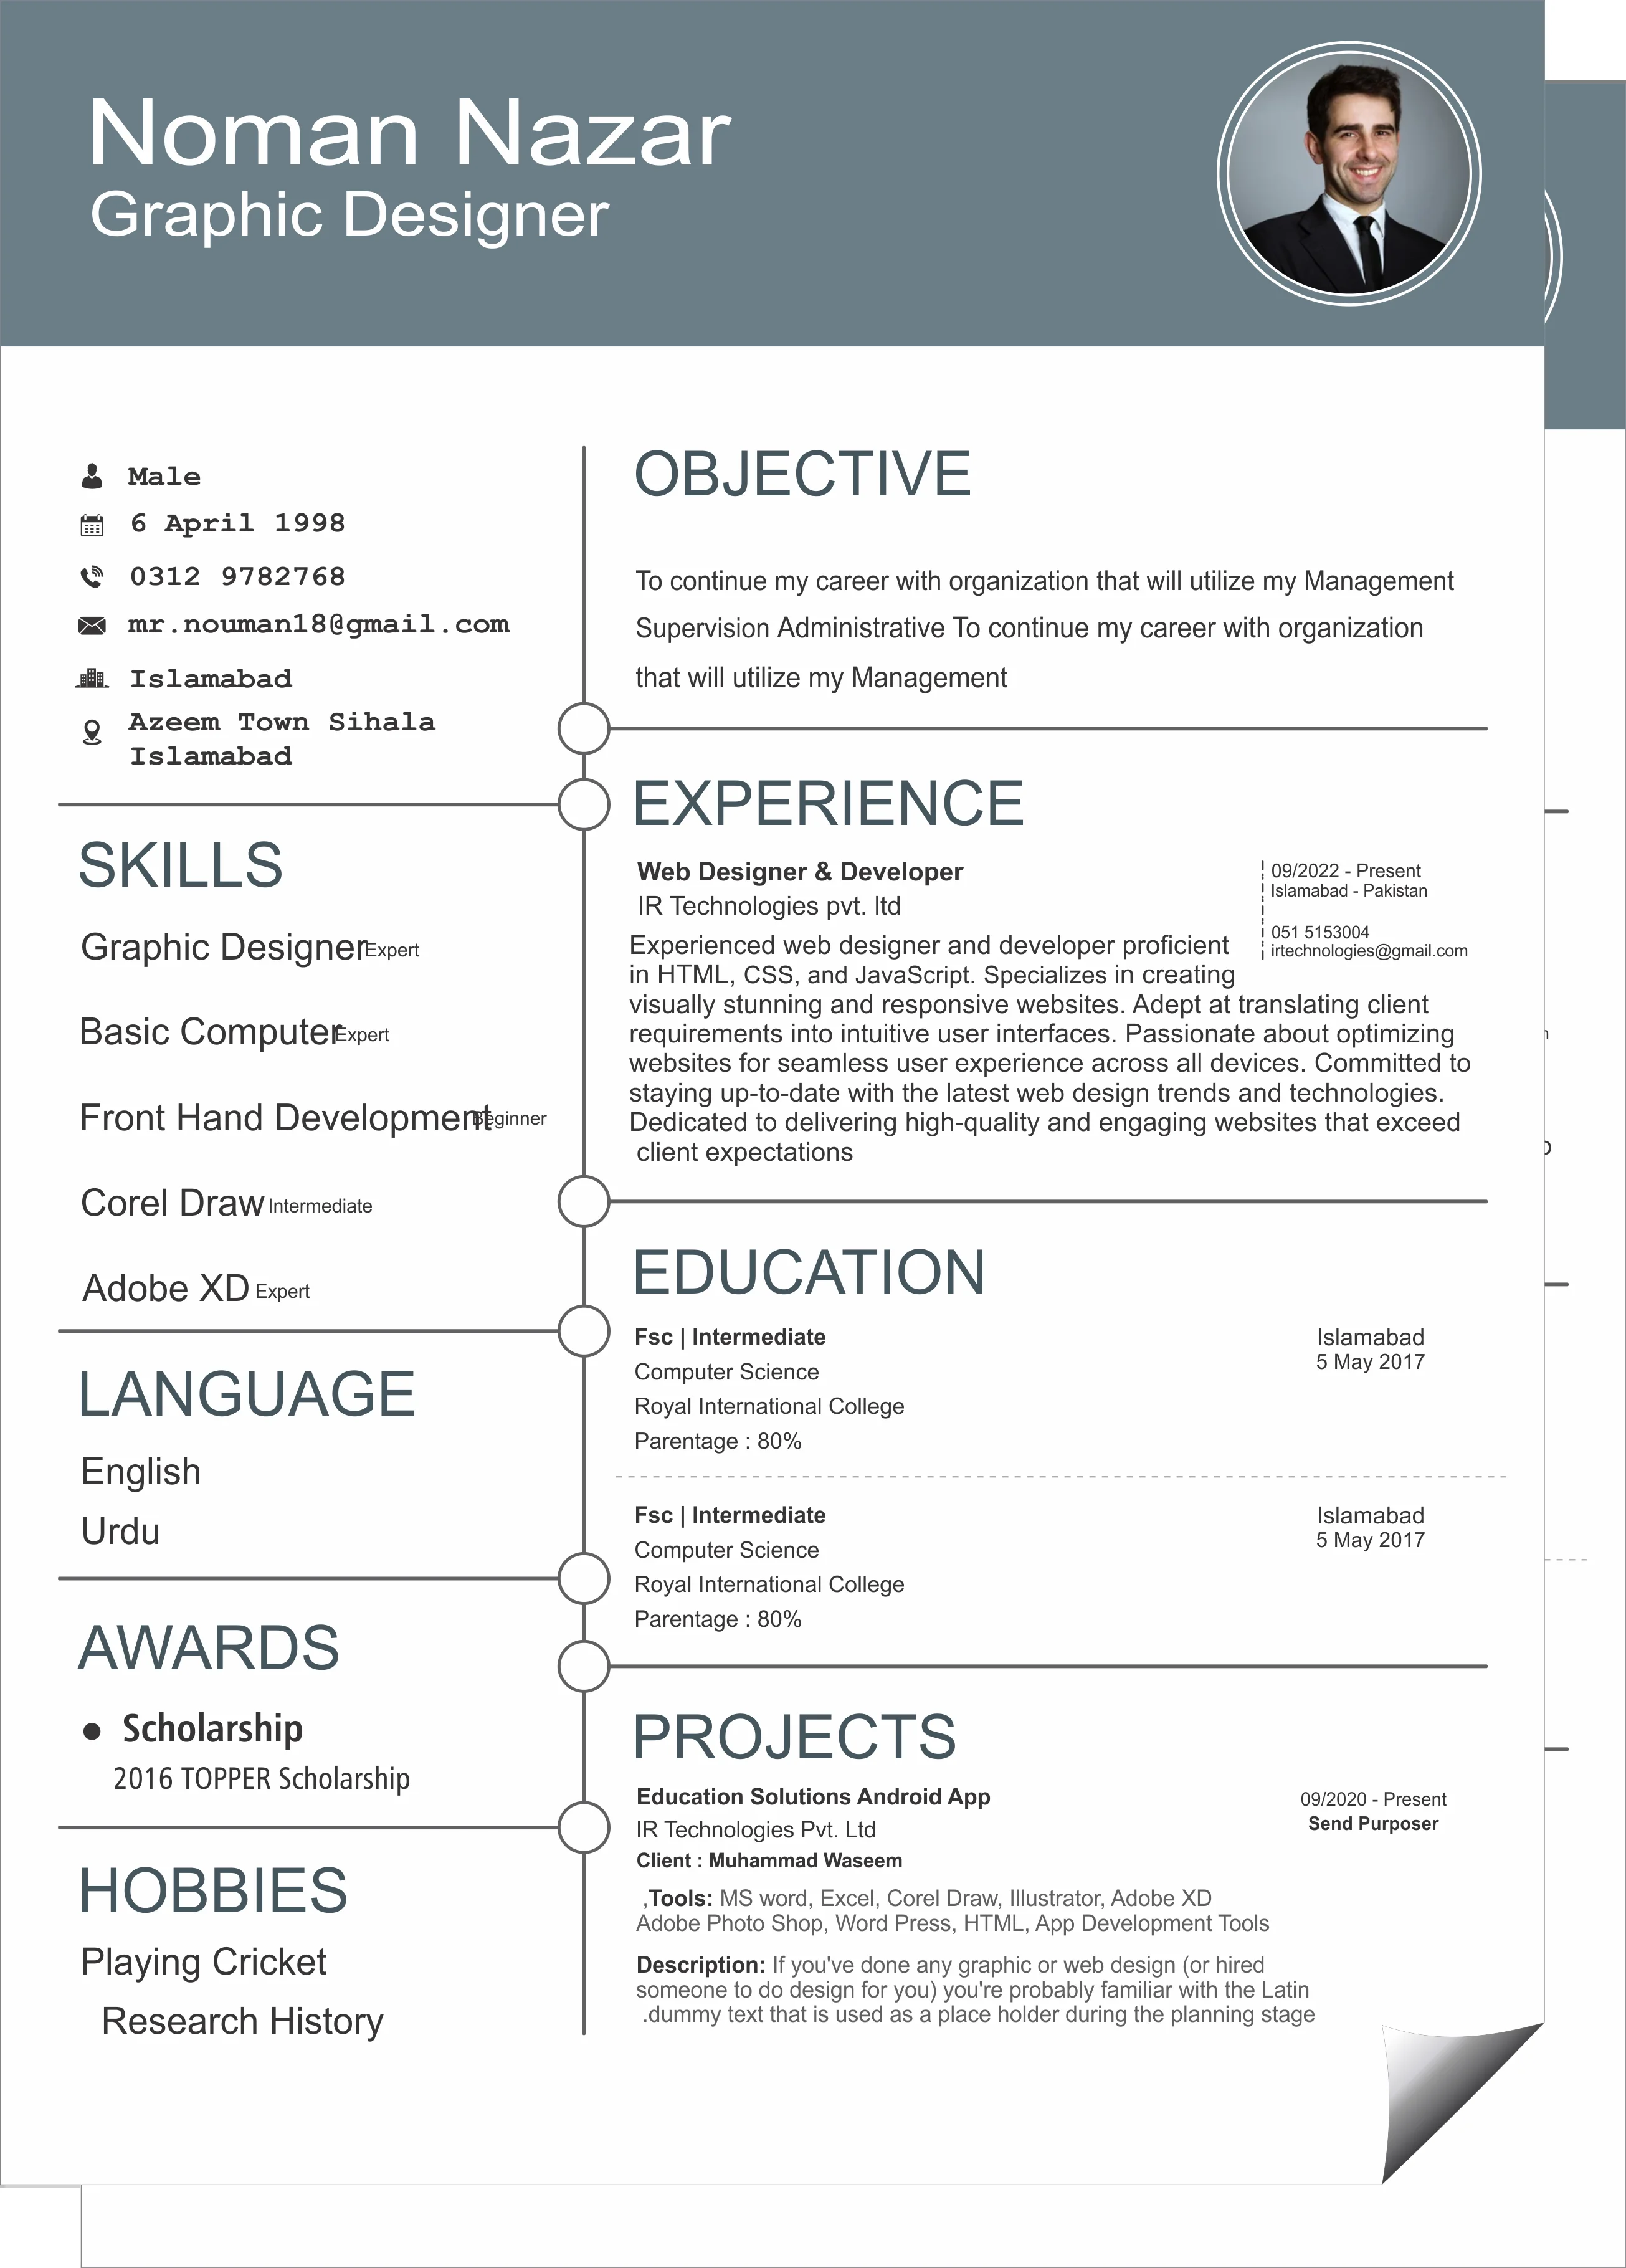 Noman Nazar
Graphic Designer
Male
6 April 1998
0312 9782768
mr.nouman18@gmail.com
Islamabad
Azeem Town Sihala
Islamabad
SKILLS
Graphic Designer Expert
Basic Computer Expert
Front Hand Development Beginner
Corel Draw Intermediate
Adobe XD Expert
LANGUAGE
English
Urdu
AWARDS
● Scholarship
2016 TOPPER Scholarship
HOBBIES
Playing Cricket
Research History
OBJECTIVE
To continue my career with organization that will utilize my Management
Supervision Administrative To continue my career with organization
that will utilize my Management
EXPERIENCE
Web Designer & Developer
IR Technologies pvt. ltd
09/2022 - Present
Islamabad - Pakistan
051 5153004
irtechnologies@gmail.com
Experienced web designer and developer proficient
in HTML, CSS, and JavaScript. Specializes in creating
visually stunning and responsive websites. Adept at translating client
requirements into intuitive user interfaces. Passionate about optimizing
websites for seamless user experience across all devices. Committed to
staying up-to-date with the latest web design trends and technologies.
Dedicated to delivering high-quality and engaging websites that exceed
client expectations
EDUCATION
Fsc | Intermediate
Computer Science
Royal International College
Parentage : 80%
Islamabad
5 May 2017
Fsc | Intermediate
Computer Science
Royal International College
Parentage : 80%
Islamabad
5 May 2017
PROJECTS
Education Solutions Android App
IR Technologies Pvt. Ltd
Client : Muhammad Waseem
09/2020 - Present
Send Purposer
,Tools: MS word, Excel, Corel Draw, Illustrator, Adobe XD
Adobe Photo Shop, Word Press, HTML, App Development Tools
Description: If you've done any graphic or web design (or hired
someone to do design for you) you're probably familiar with the Latin
.dummy text that is used as a place holder during the planning stage